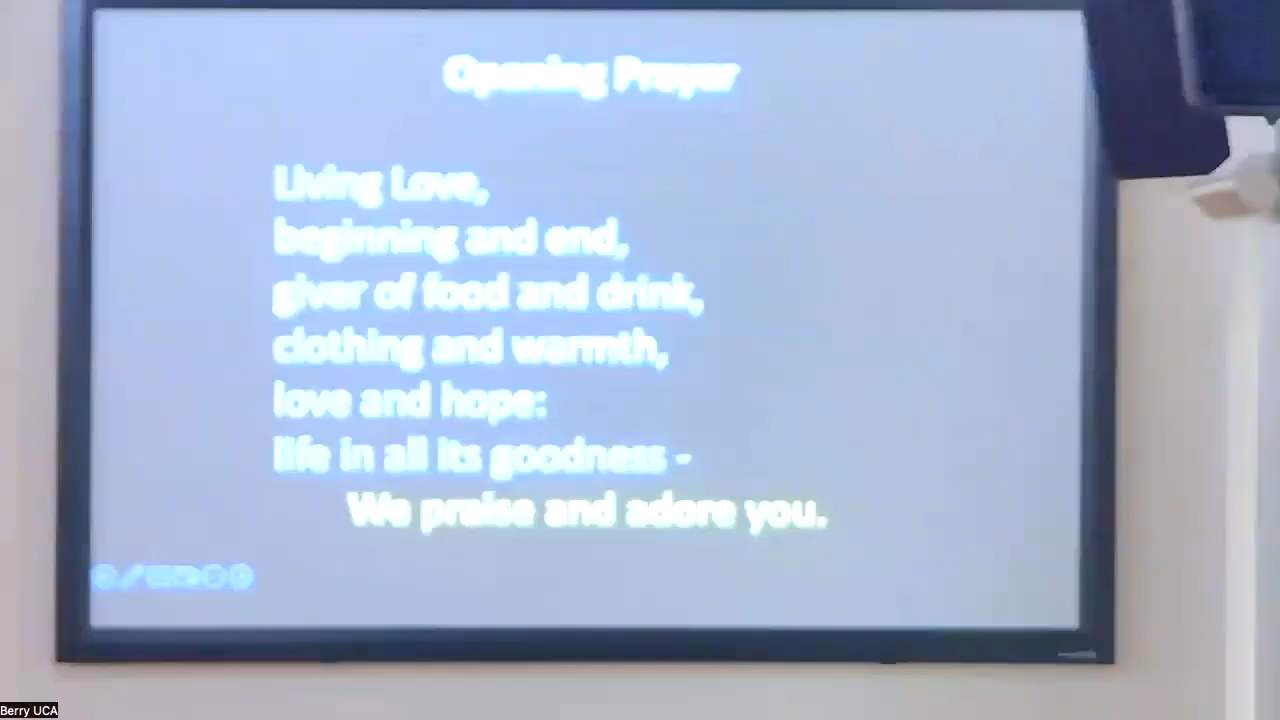 Opening Prayer
Living Love,
beginning and end,
giver of food and drink,
clothing and warmth,
love and hope:
life in all its goodness -
We praise and adore you.
Berry UCA